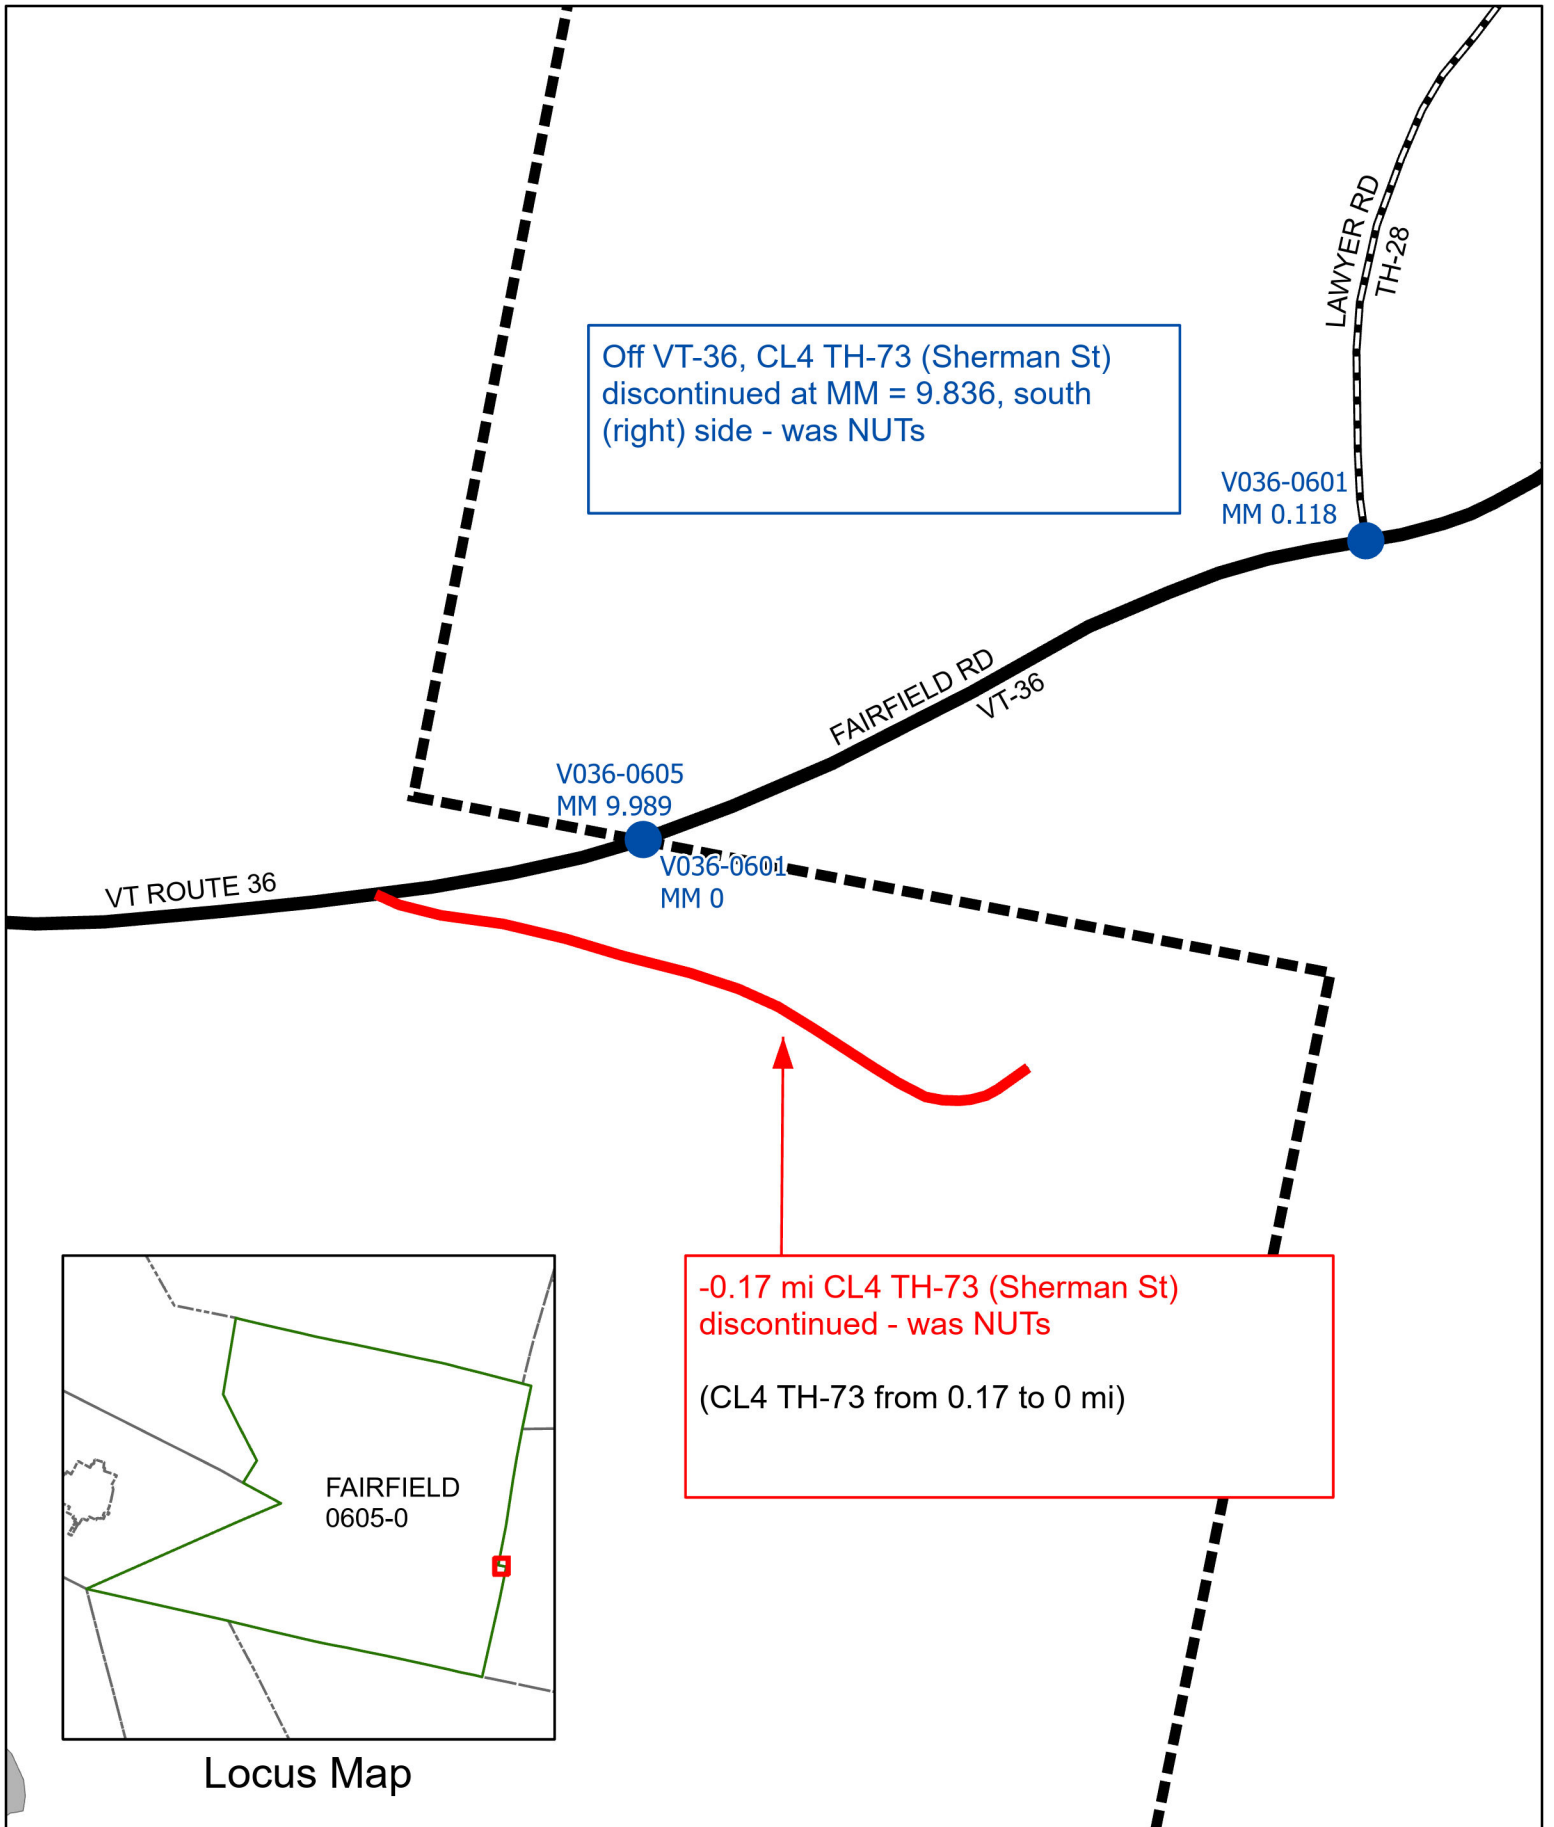 LAWYER RD
TH-28
Off VT-36, CL4 TH-73 (Sherman St)
discontinued at MM = 9.836, south
(right) side - was NUTs
V036-0601
MM 0.118
FAIRFIELD RD
VT-36
V036-0605
MM 9.989
V036-0601
MM 0
VT ROUTE 36
-0.17 mi CL4 TH-73 (Sherman St)
discontinued - was NUTs
(CL4 TH-73 from 0.17 to 0 mi)
FAIRFIELD
0605-0
Locus Map